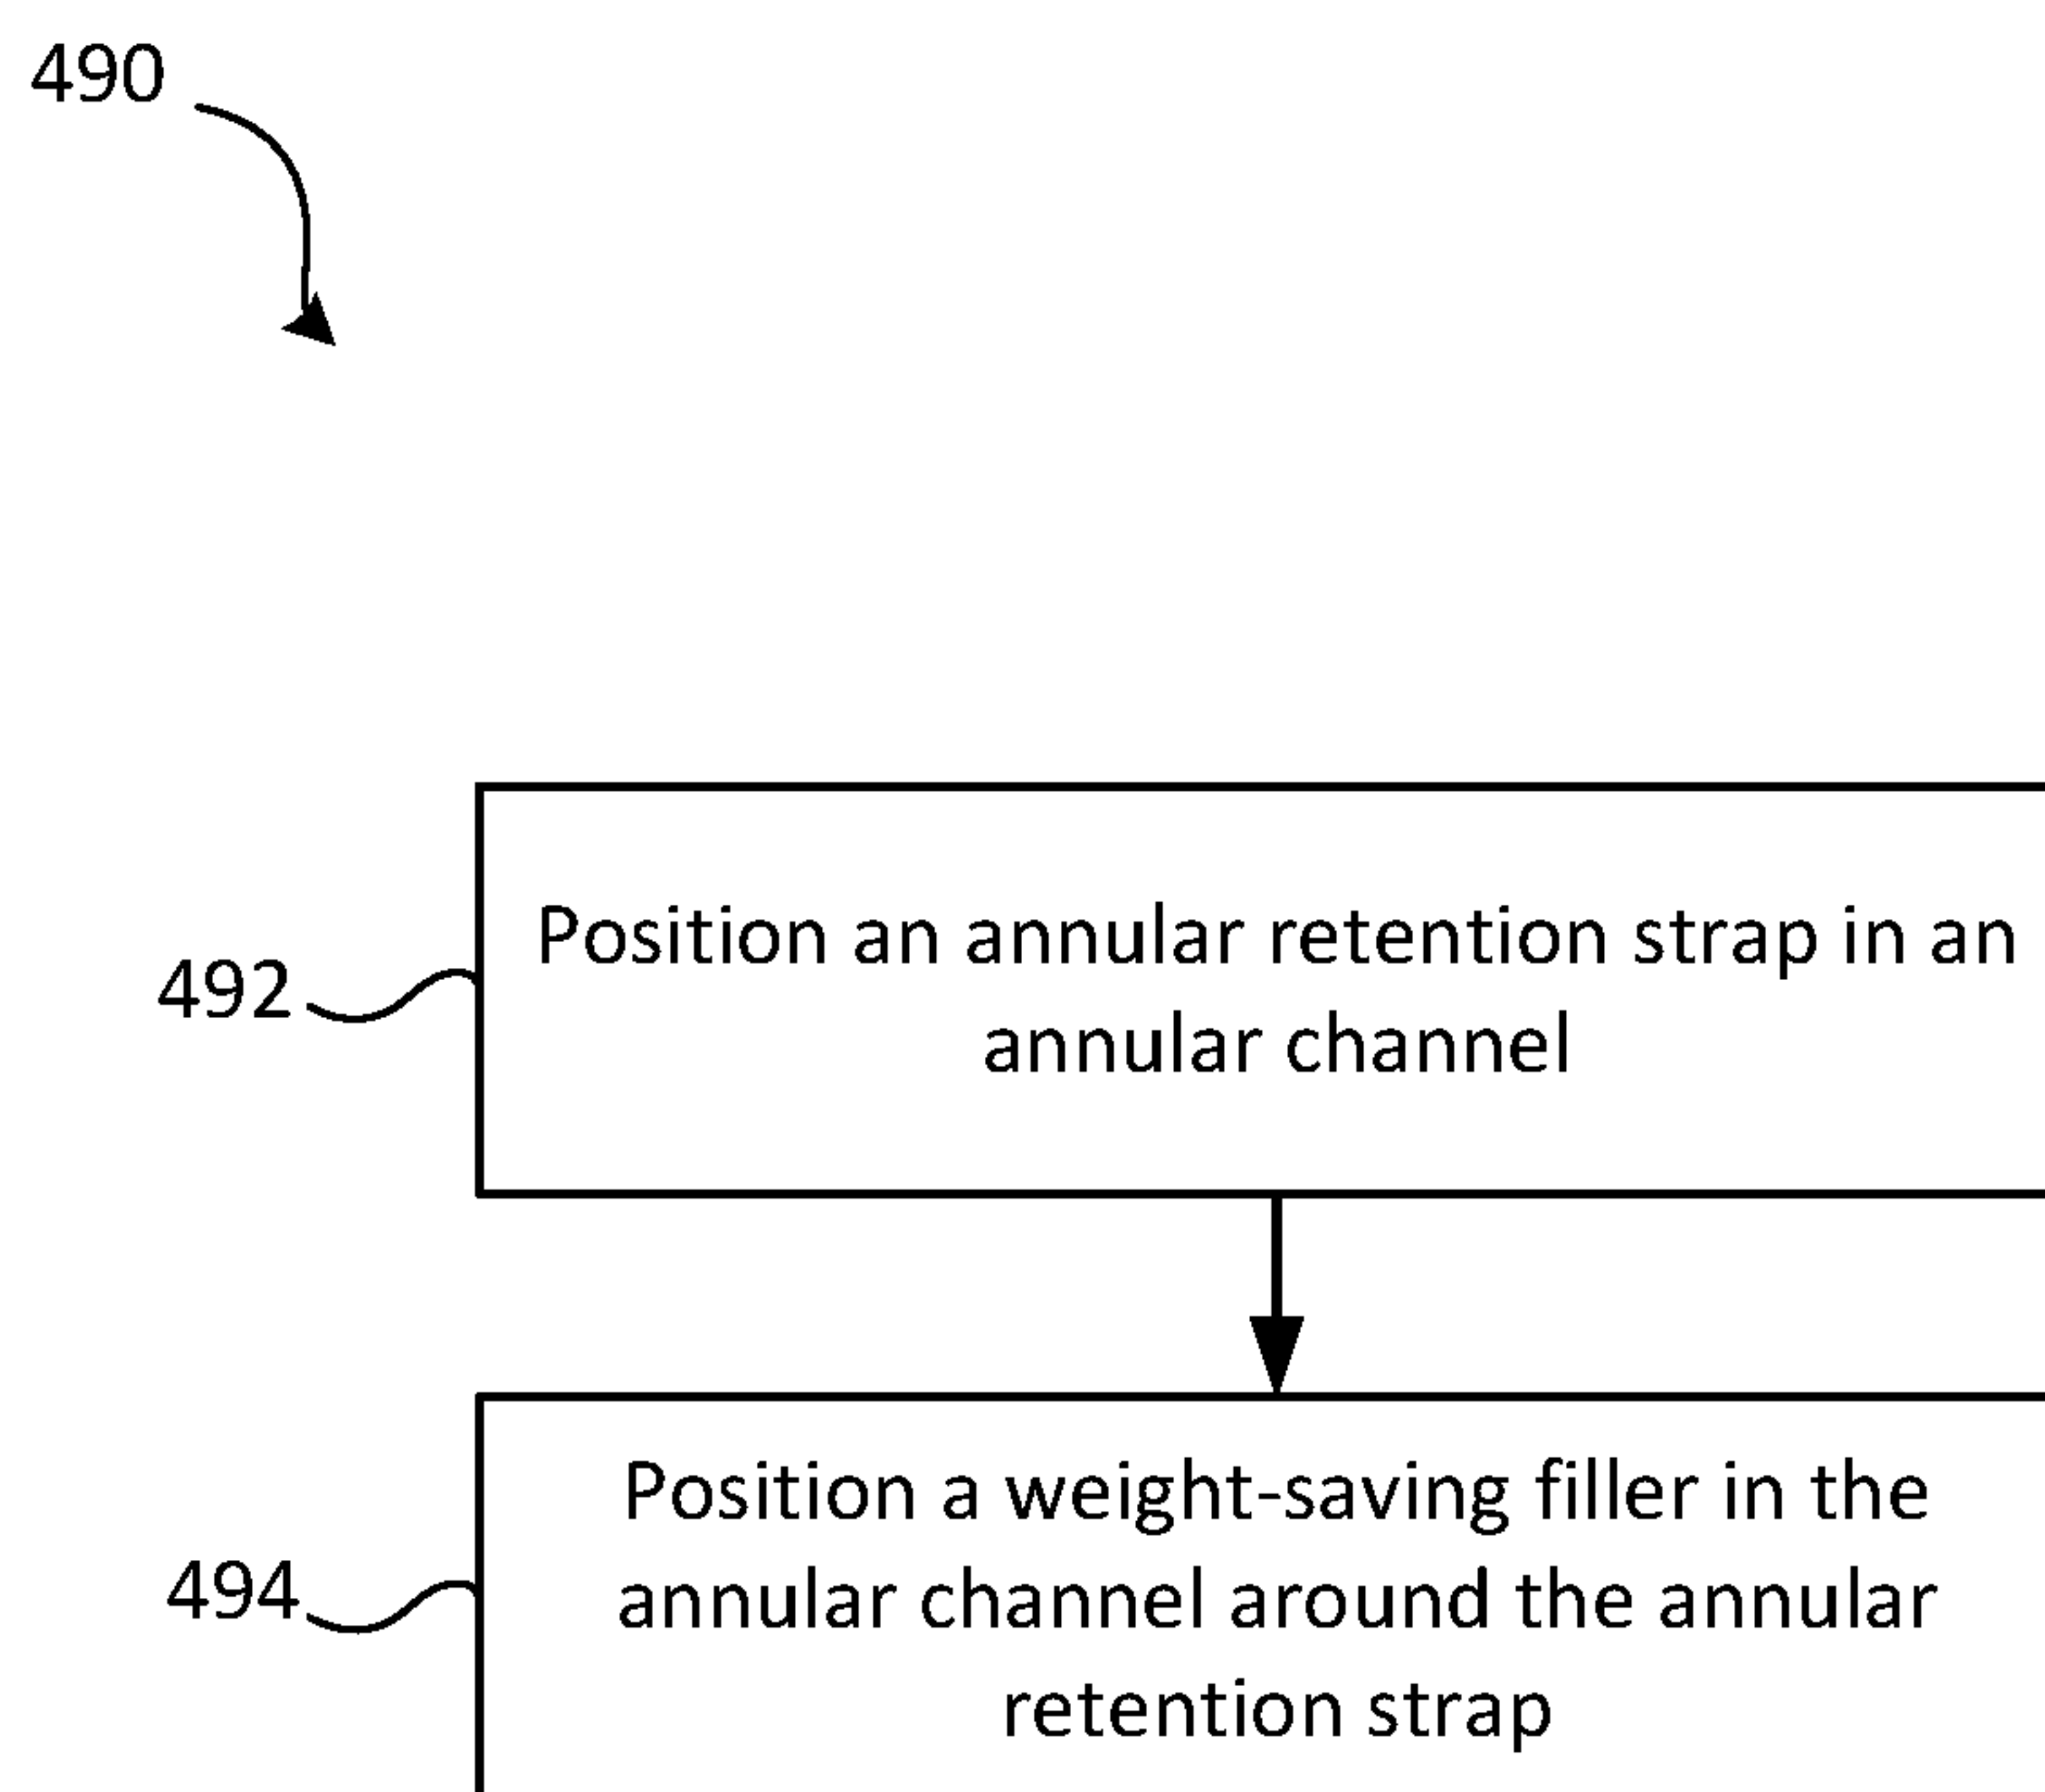 490
492
Position an annular retention strap in an
annular channel
494
Position a weight-saving filler in the
annular channel around the annular
retention strap